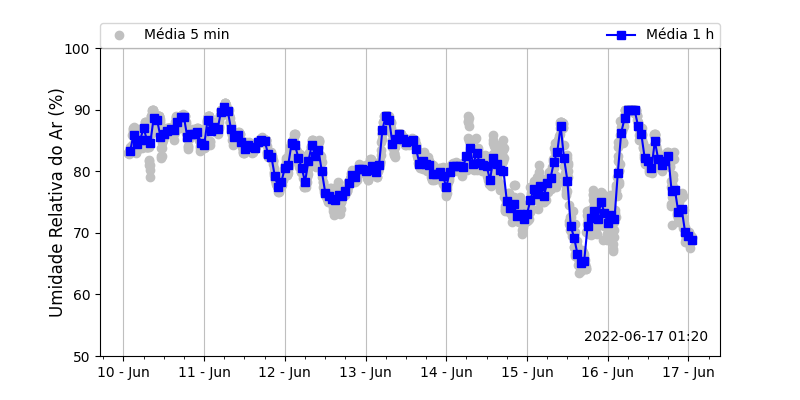 Média 5 min
Média 1 h
Umidade Relativa do Ar (%)
100
90
80
70
60
50
2022-06-17 01:20
10 - Jun
11 - Jun
12 - Jun
13 - Jun
14 - Jun
15 - Jun
16 - Jun
17 - Jun